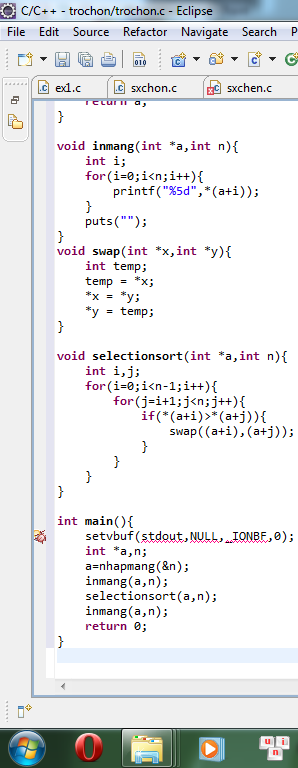 C/C++ - trochon/trochon.c - Eclipse
File Edit Source Refactor Navigate Search P
ex1.c sxchon.c sxchen.c
return a;
}
void inmang(int *a,int n){
int i;
for(i=0;i<n;i++){
printf("%5d",*(a+i));
}
puts("");
}
void swap(int *x,int *y){
int temp;
temp = *x;
*x = *y;
*y = temp;
}
void selectionsort(int *a,int n){
int i,j;
for(i=0;i<n-1;i++){
for(j=i+1;j<n;j++){
if(*(a+i)>*(a+j)){
swap((a+i),(a+j));
}
}
}
}
int main(){
setvbuf(stdout,NULL,_IONBF,0);
int *a,n;
a=nhapmang(&n);
inmang(a,n);
selectionsort(a,n);
inmang(a,n);
return 0;
}